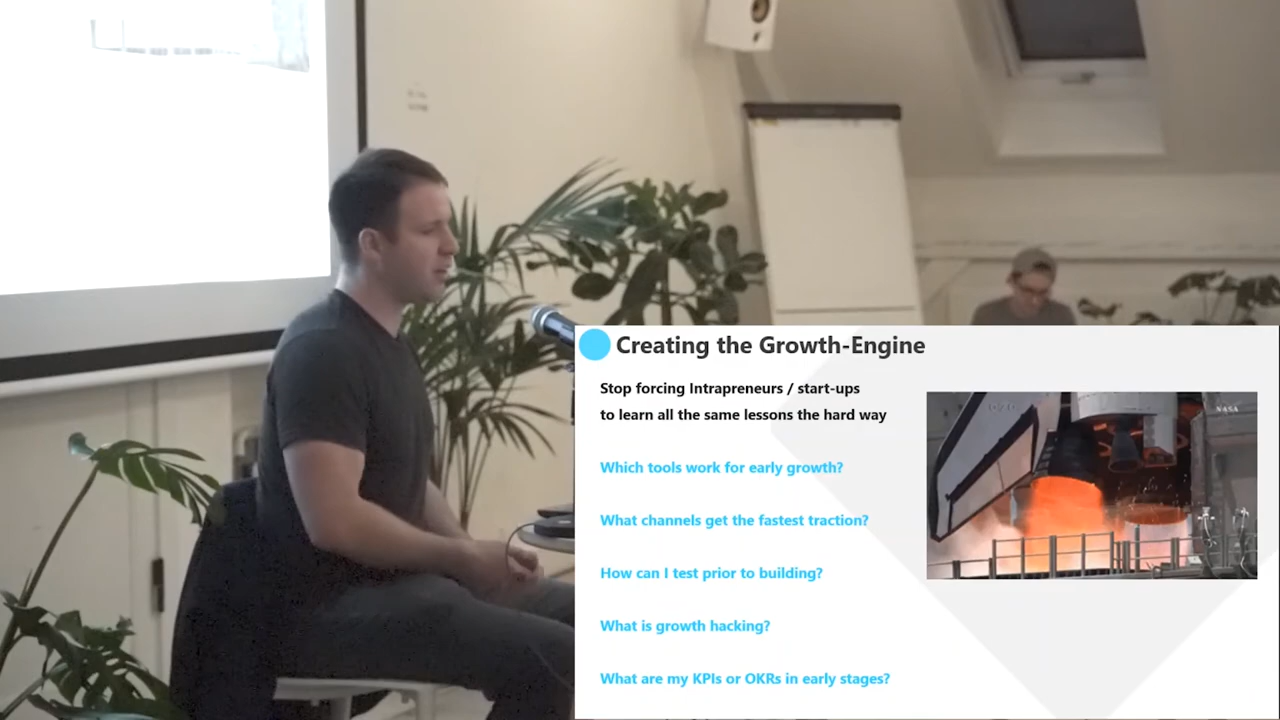 Creating the Growth-Engine
Stop forcing Intrapreneurs / start-ups
to learn all the same lessons the hard way
NASA
Which tools work for early growth?
What channels get the fastest traction?
How can I test prior to building?
What is growth hacking?
What are my KPIs or OKRs in early stages?